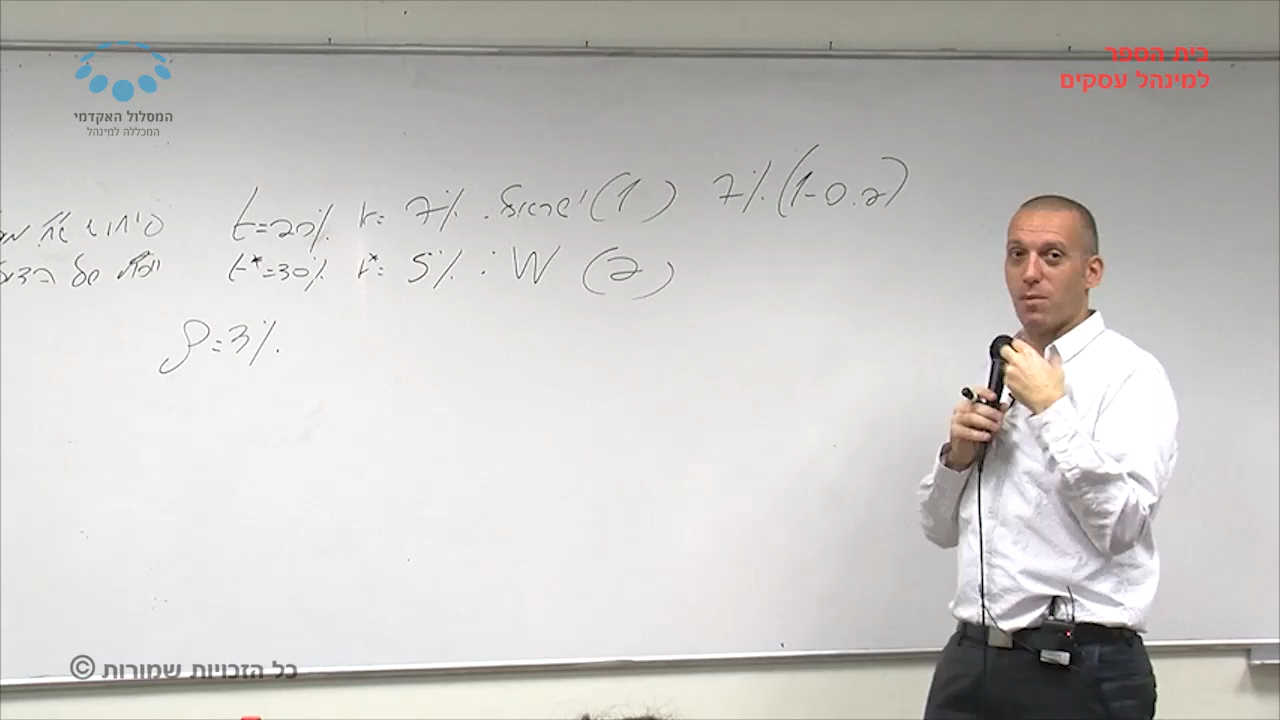 בית הספר
למינהל עסקים
המסלול האקדמי
המכללה למינהל
(1) ישראל: r = 7% t=20% 7%(1-0.2)
(2) W : r* = 5% t*=30%
ρ=3%
כל הזכויות שמורות ©